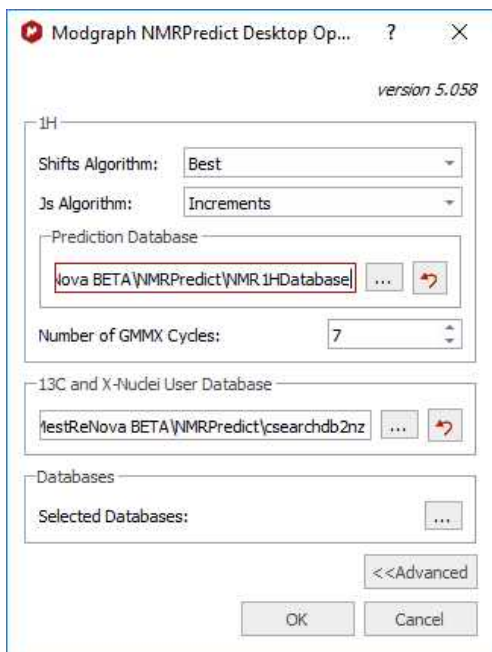 Modgraph NMRPredict Desktop Op... ? ×
version 5.058
1H
Shifts Algorithm: Best
Js Algorithm: Increments
Prediction Database
Nova BETA\NMRPredict\NMR1HDatabase ...
Number of GMMX Cycles: 7
13C and X-Nuclei User Database
MestReNova BETA\NMRPredict\csearchdb2nz ...
Databases
Selected Databases: ...
<<Advanced
OK Cancel